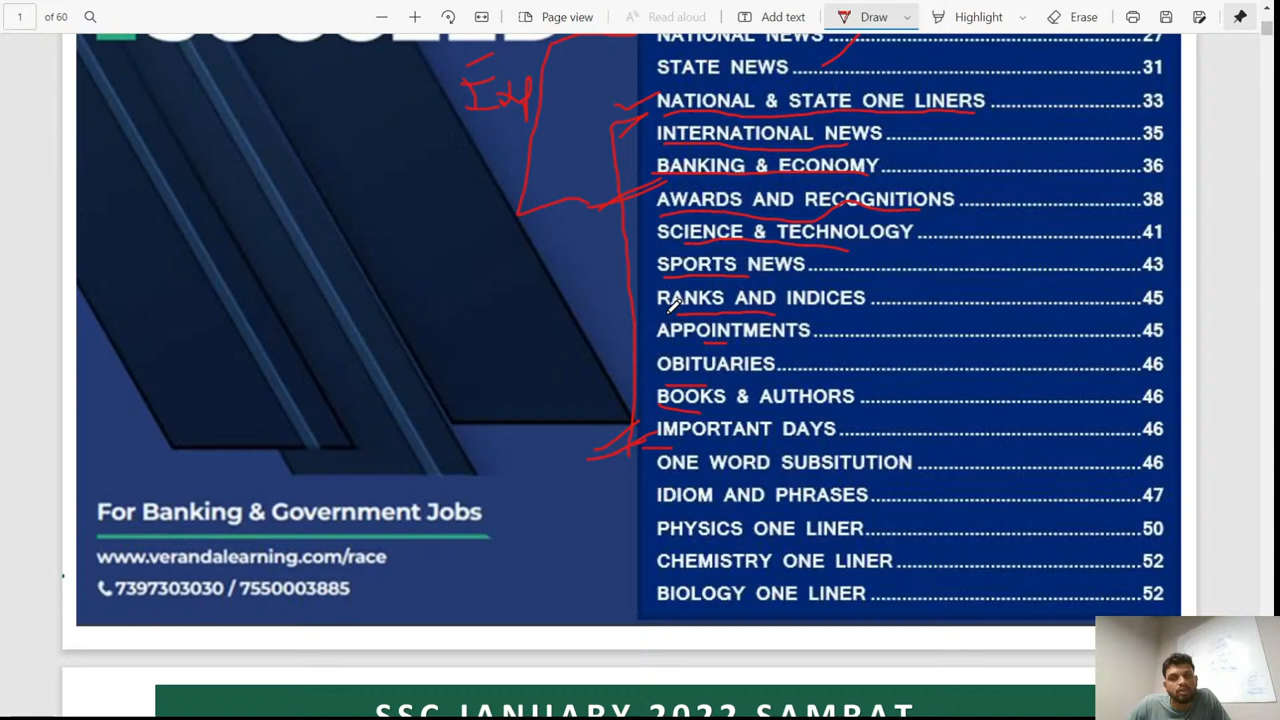 1 of 60
Page view
Read aloud
Add text
Draw
Highlight
Erase
Exp
NATIONAL NEWS 27
STATE NEWS 31
NATIONAL & STATE ONE LINERS 33
INTERNATIONAL NEWS 35
BANKING & ECONOMY 36
AWARDS AND RECOGNITIONS 38
SCIENCE & TECHNOLOGY 41
SPORTS NEWS 43
RANKS AND INDICES 45
APPOINTMENTS 45
OBITUARIES 46
BOOKS & AUTHORS 46
IMPORTANT DAYS 46
ONE WORD SUBSITUTION 46
IDIOM AND PHRASES 47
PHYSICS ONE LINER 50
CHEMISTRY ONE LINER 52
BIOLOGY ONE LINER 52
For Banking & Government Jobs
www.verandalearning.com/race
7397303030 / 7550003885
SSC JANUARY 2022 SAMRAT